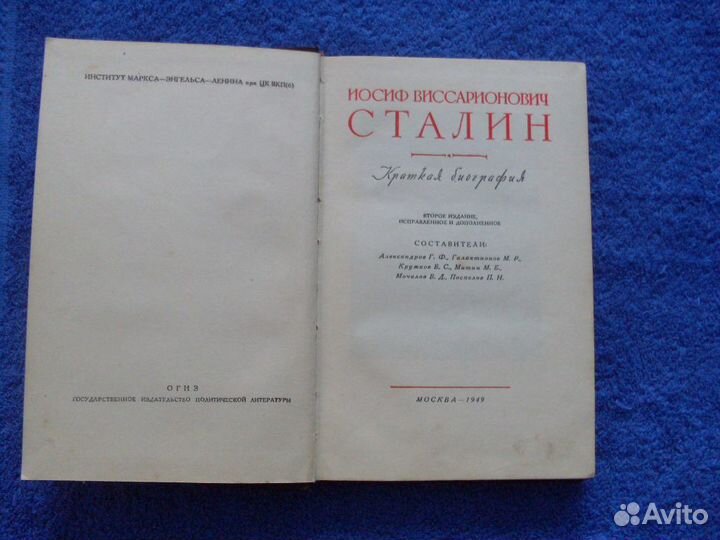 ИНСТИТУТ МАРКСА—ЭНГЕЛЬСА—ЛЕНИНА при ЦК ВКП(б)
ОГИЗ
ГОСУДАРСТВЕННОЕ ИЗДАТЕЛЬСТВО ПОЛИТИЧЕСКОЙ ЛИТЕРАТУРЫ
ИОСИФ ВИССАРИОНОВИЧ
СТАЛИН
Краткая биография
ВТОРОЕ ИЗДАНИЕ,
ИСПРАВЛЕННОЕ И ДОПОЛНЕННОЕ
СОСТАВИТЕЛИ:
Александров Г. Ф., Галактионов М. Р.,
Кружков В. С., Митин М. Б.,
Мочалов В. Д., Поспелов П. Н.
МОСКВА — 1949
Avito